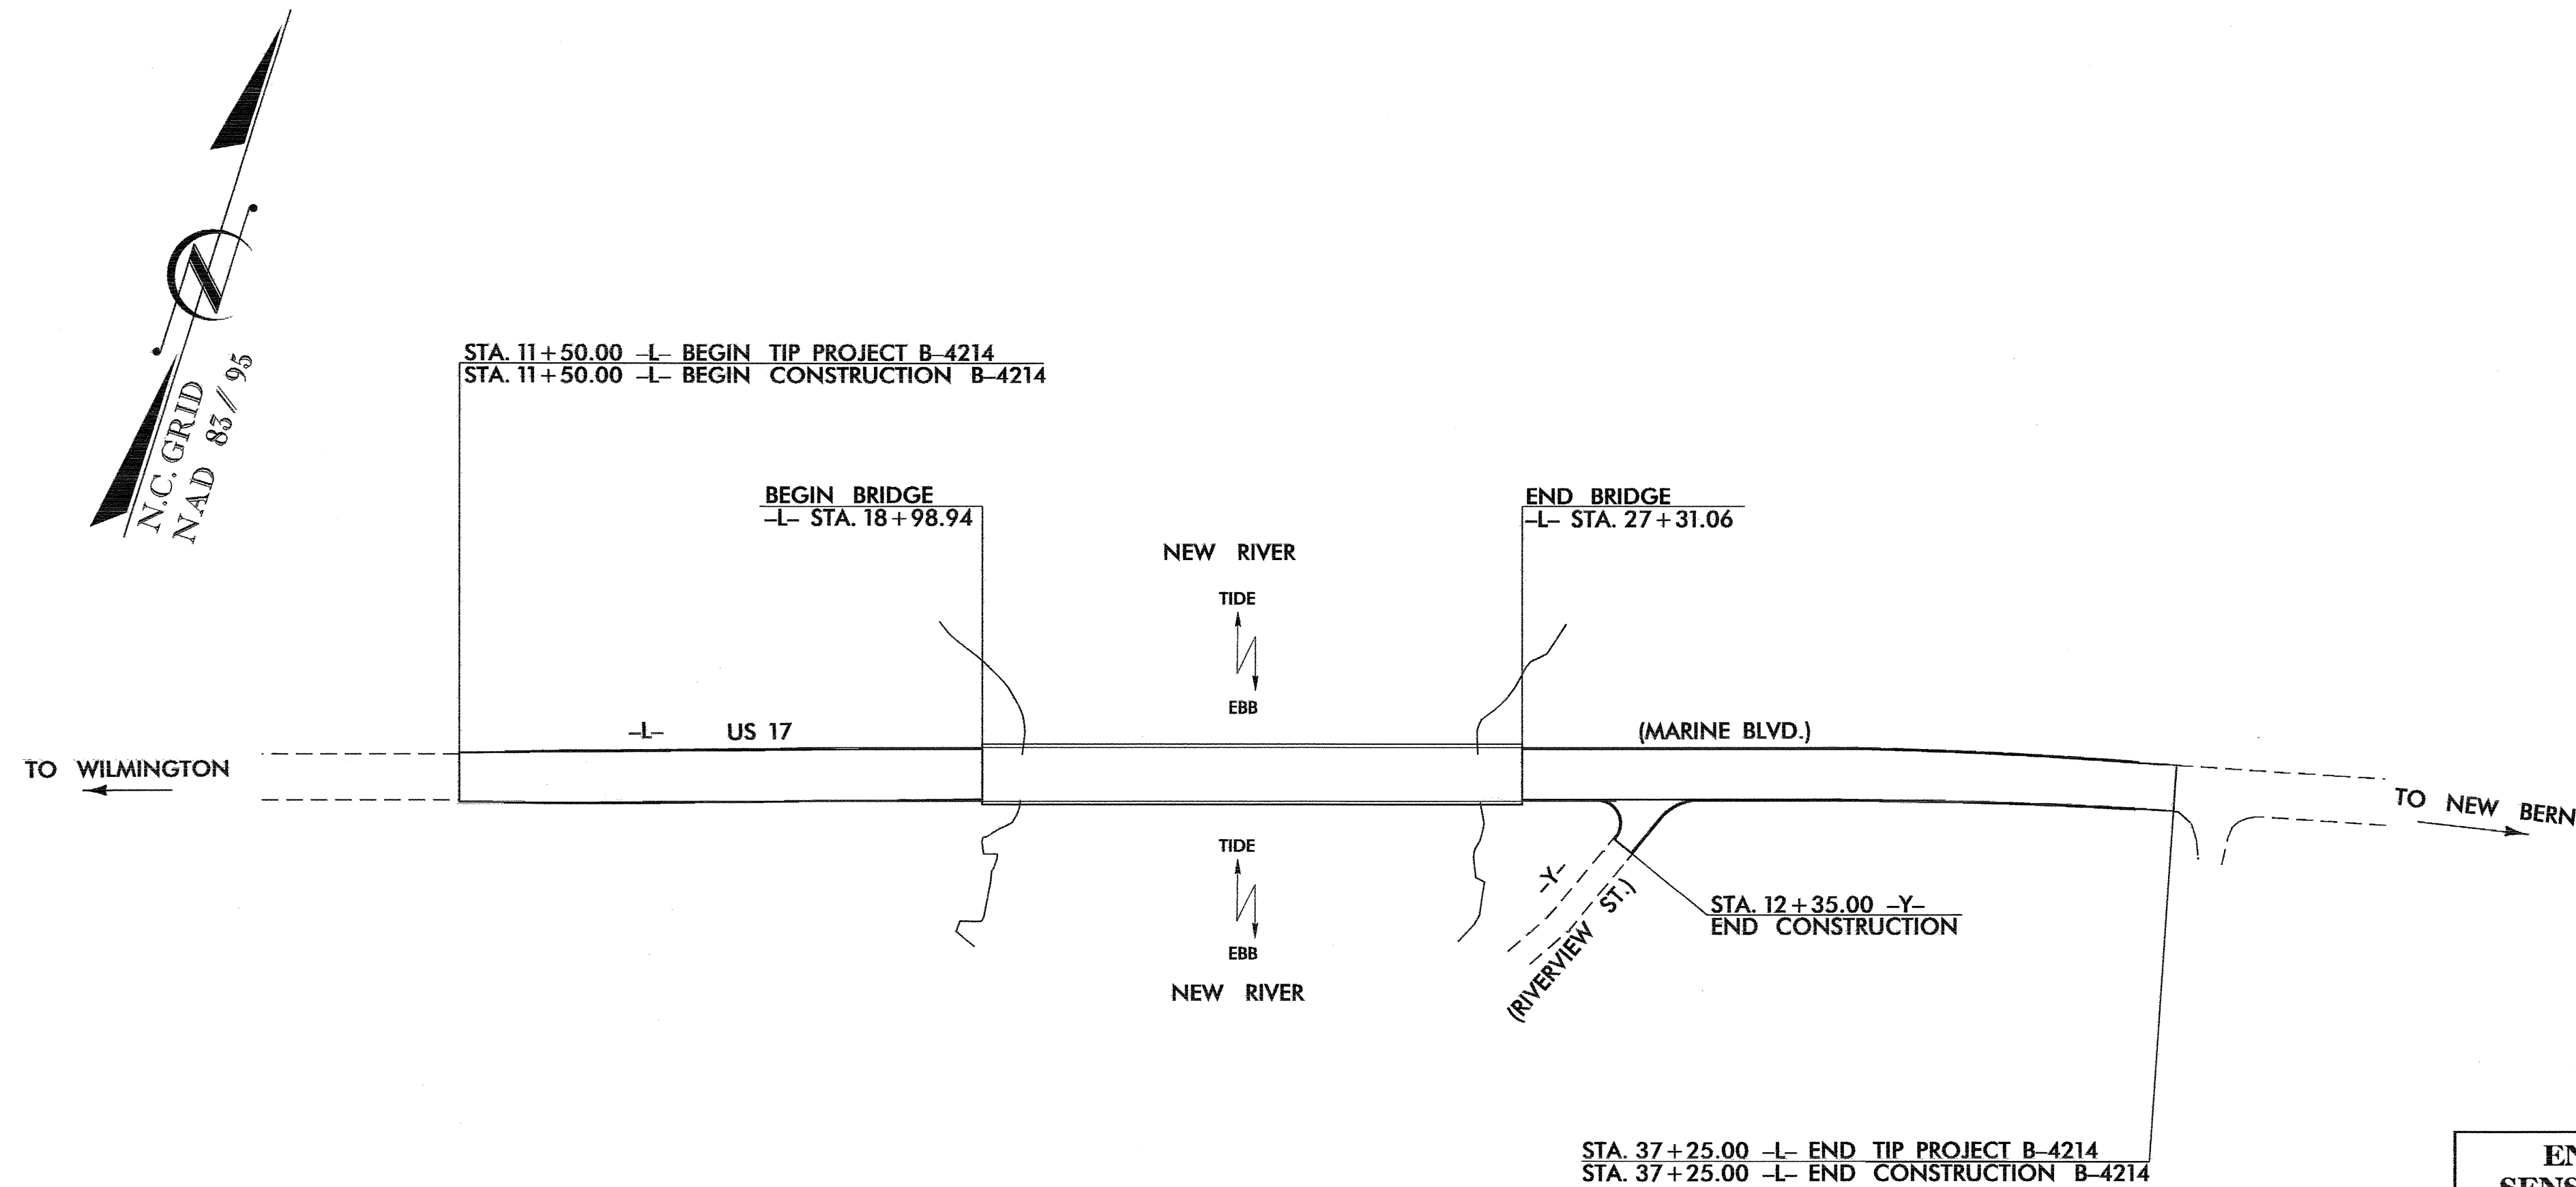 N.C. GRID
NAD 83//95
STA. 11+50.00 –L– BEGIN TIP PROJECT B–4214
STA. 11+50.00 –L– BEGIN CONSTRUCTION B–4214
BEGIN BRIDGE
–L– STA. 18+98.94
END BRIDGE
–L– STA. 27+31.06
NEW RIVER
TIDE
EBB
–L– US 17
(MARINE BLVD.)
TO WILMINGTON
TO NEW BERN
TIDE
EBB
NEW RIVER
–Y–
(RIVERVIEW ST.)
STA. 12+35.00 –Y–
END CONSTRUCTION
STA. 37+25.00 –L– END TIP PROJECT B–4214
STA. 37+25.00 –L– END CONSTRUCTION B–4214